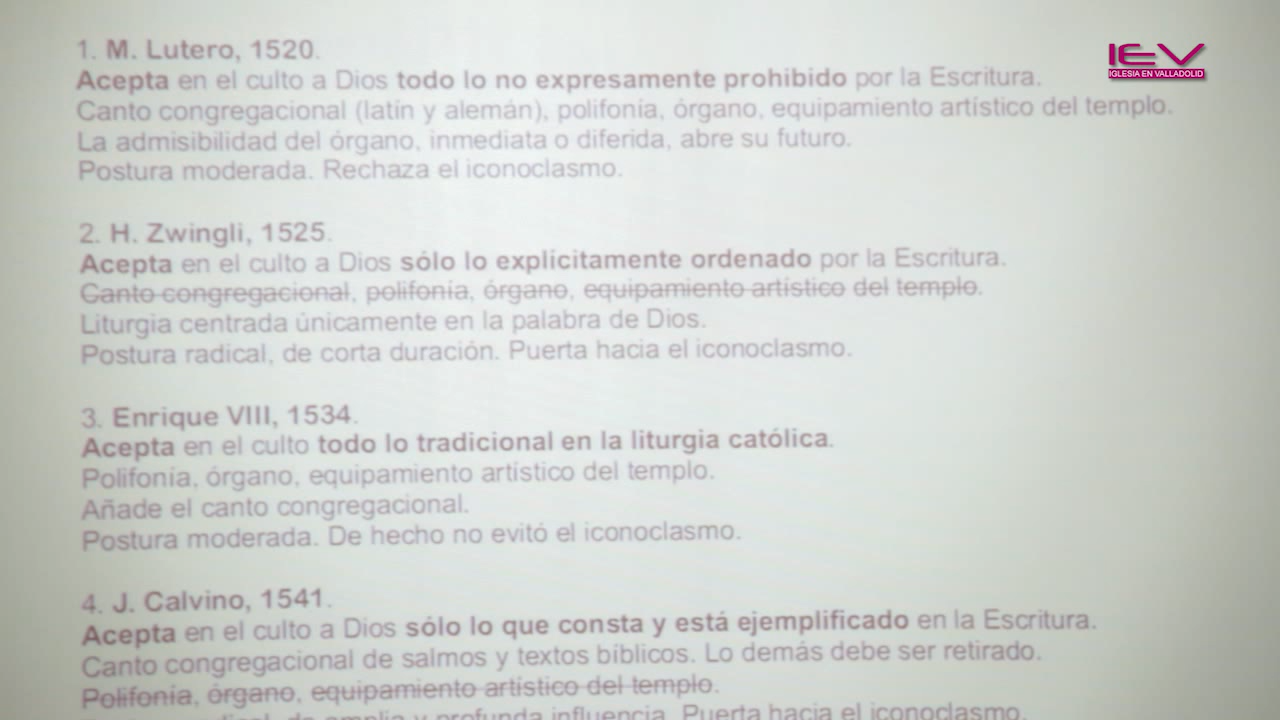 IEV
IGLESIA EN VALLADOLID
1. M. Lutero, 1520.
Acepta en el culto a Dios todo lo no expresamente prohibido por la Escritura.
Canto congregacional (latín y alemán), polifonía, órgano, equipamiento artístico del templo.
La admisibilidad del órgano, inmediata o diferida, abre su futuro.
Postura moderada. Rechaza el iconoclasmo.
2. H. Zwingli, 1525.
Acepta en el culto a Dios sólo lo explicitamente ordenado por la Escritura.
Canto congregacional, polifonía, órgano, equipamiento artístico del templo.
Liturgia centrada únicamente en la palabra de Dios.
Postura radical, de corta duración. Puerta hacia el iconoclasmo.
3. Enrique VIII, 1534.
Acepta en el culto todo lo tradicional en la liturgia católica.
Polifonía, órgano, equipamiento artístico del templo.
Añade el canto congregacional.
Postura moderada. De hecho no evitó el iconoclasmo.
4. J. Calvino, 1541.
Acepta en el culto a Dios sólo lo que consta y está ejemplificado en la Escritura.
Canto congregacional de salmos y textos bíblicos. Lo demás debe ser retirado.
Polifonía, órgano, equipamiento artístico del templo.
de amplia y profunda influencia. Puerta hacia el iconoclasmo.